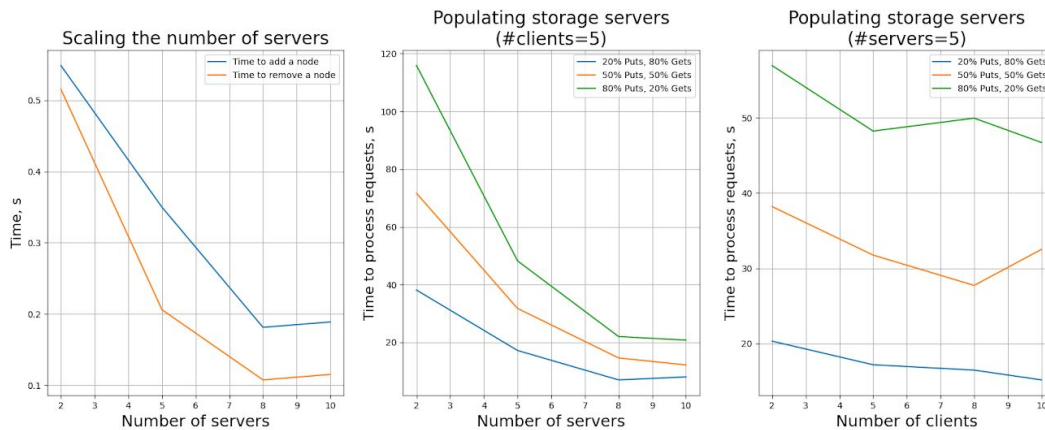 Scaling the number of servers
Time to add a node
Time to remove a node
0.5
0.4
0.3
0.2
0.1
Time, s
2 3 4 5 6 7 8 9 10
Number of servers
Populating storage servers
(#clients=5)
20% Puts, 80% Gets
50% Puts, 50% Gets
80% Puts, 20% Gets
120
100
80
60
40
20
Time to process requests, s
2 3 4 5 6 7 8 9 10
Number of servers
Populating storage servers
(#servers=5)
20% Puts, 80% Gets
50% Puts, 50% Gets
80% Puts, 20% Gets
50
40
30
20
Time to process requests, s
2 3 4 5 6 7 8 9 10
Number of clients